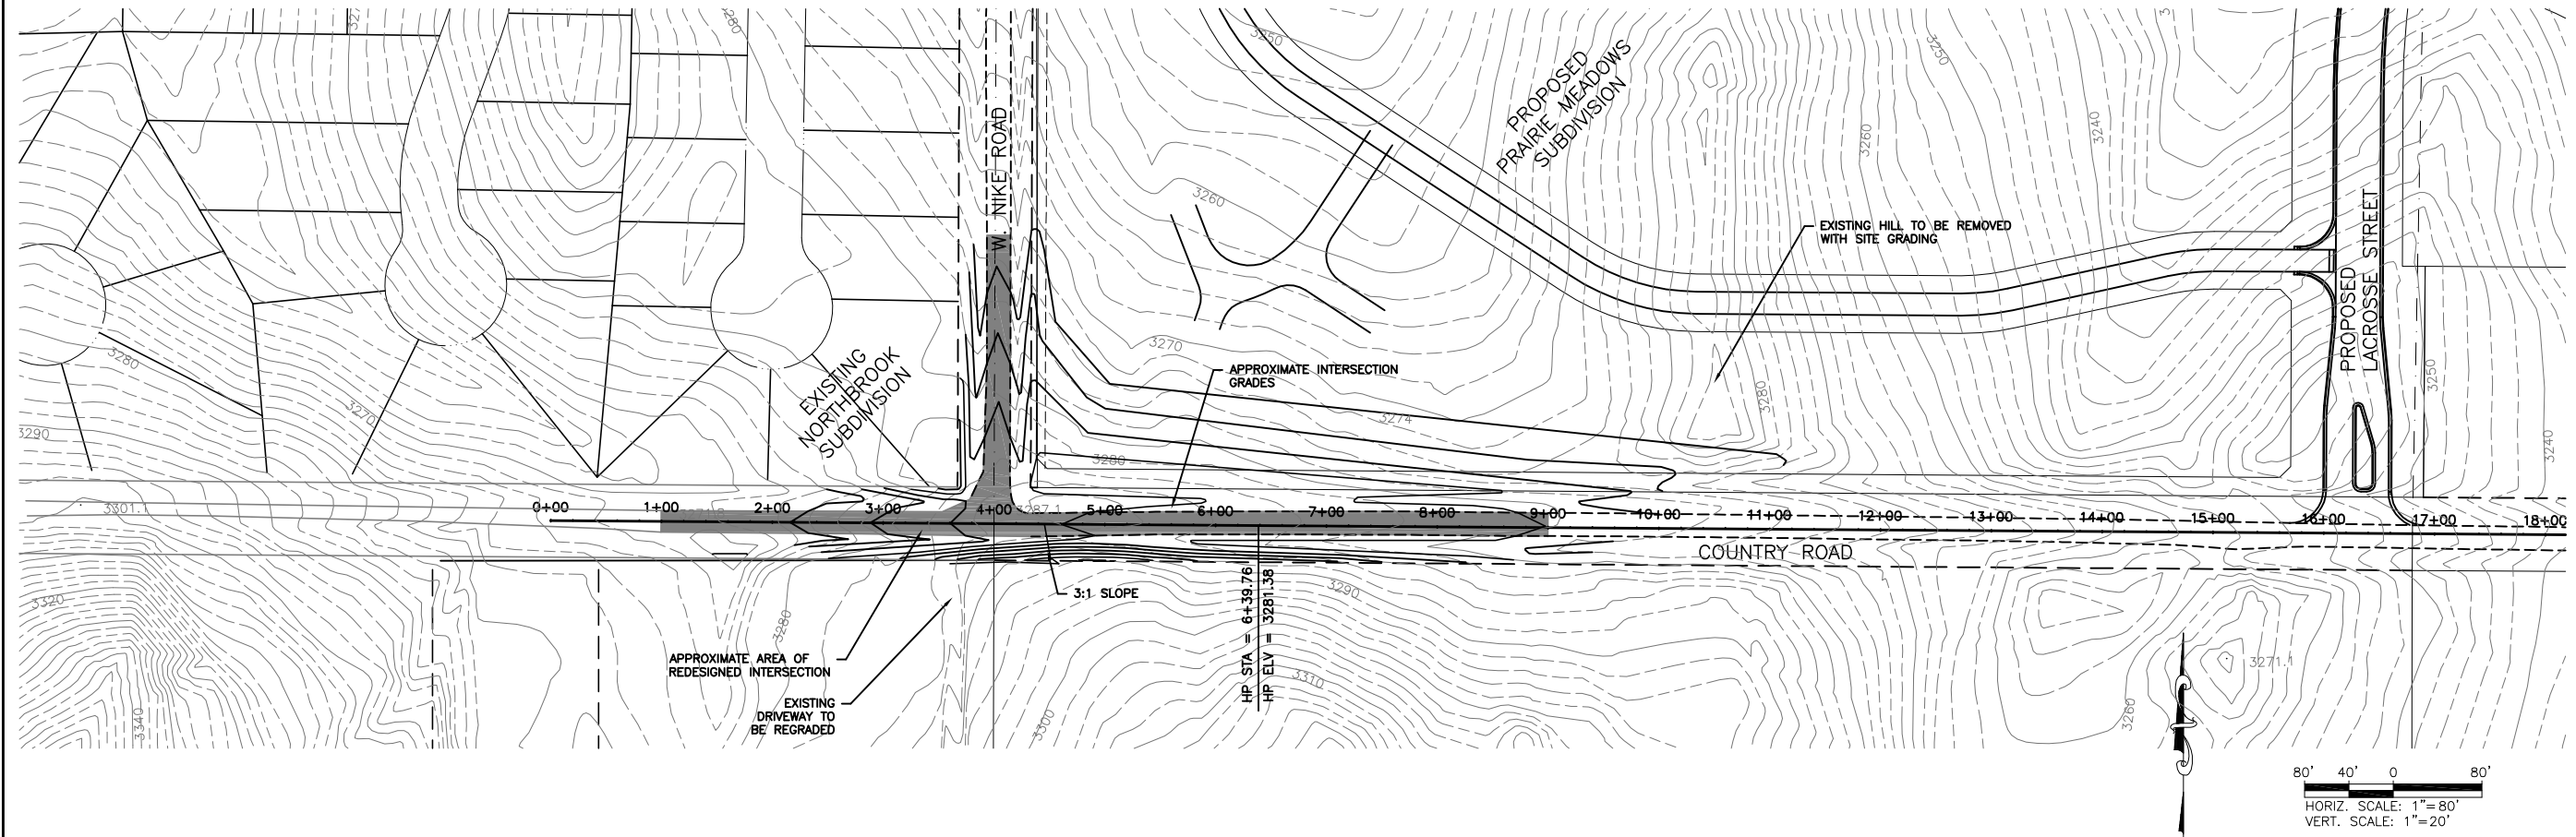 3280
3250
3250
PROPOSED
PRAIRIE MEADOWS
SUBDIVISION
W. NIKE ROAD
3260
3240
3260
EXISTING HILL TO BE REMOVED
WITH SITE GRADING
PROPOSED
LACROSSE STREET
3280
3270
3270
APPROXIMATE INTERSECTION
GRADES
3280
3250
3274
EXISTING
NORTHBROOK
SUBDIVISION
3290
3280
3240
3301.1
0+00
1+00
2+00
3+00
4+00
3287.1
5+00
6+00
7+00
8+00
9+00
10+00
11+00
12+00
13+00
14+00
15+00
16+00
17+00
18+00
COUNTRY ROAD
3320
3280
3:1 SLOPE
HP STA = 6+39.76
HP ELV = 3281.38
3290
APPROXIMATE AREA OF
REDESIGNED INTERSECTION
3310
3271.1
EXISTING
DRIVEWAY TO
BE REGRADED
3340
3300
3260
80' 40' 0 80'
HORIZ. SCALE: 1"=80'
VERT. SCALE: 1"=20'